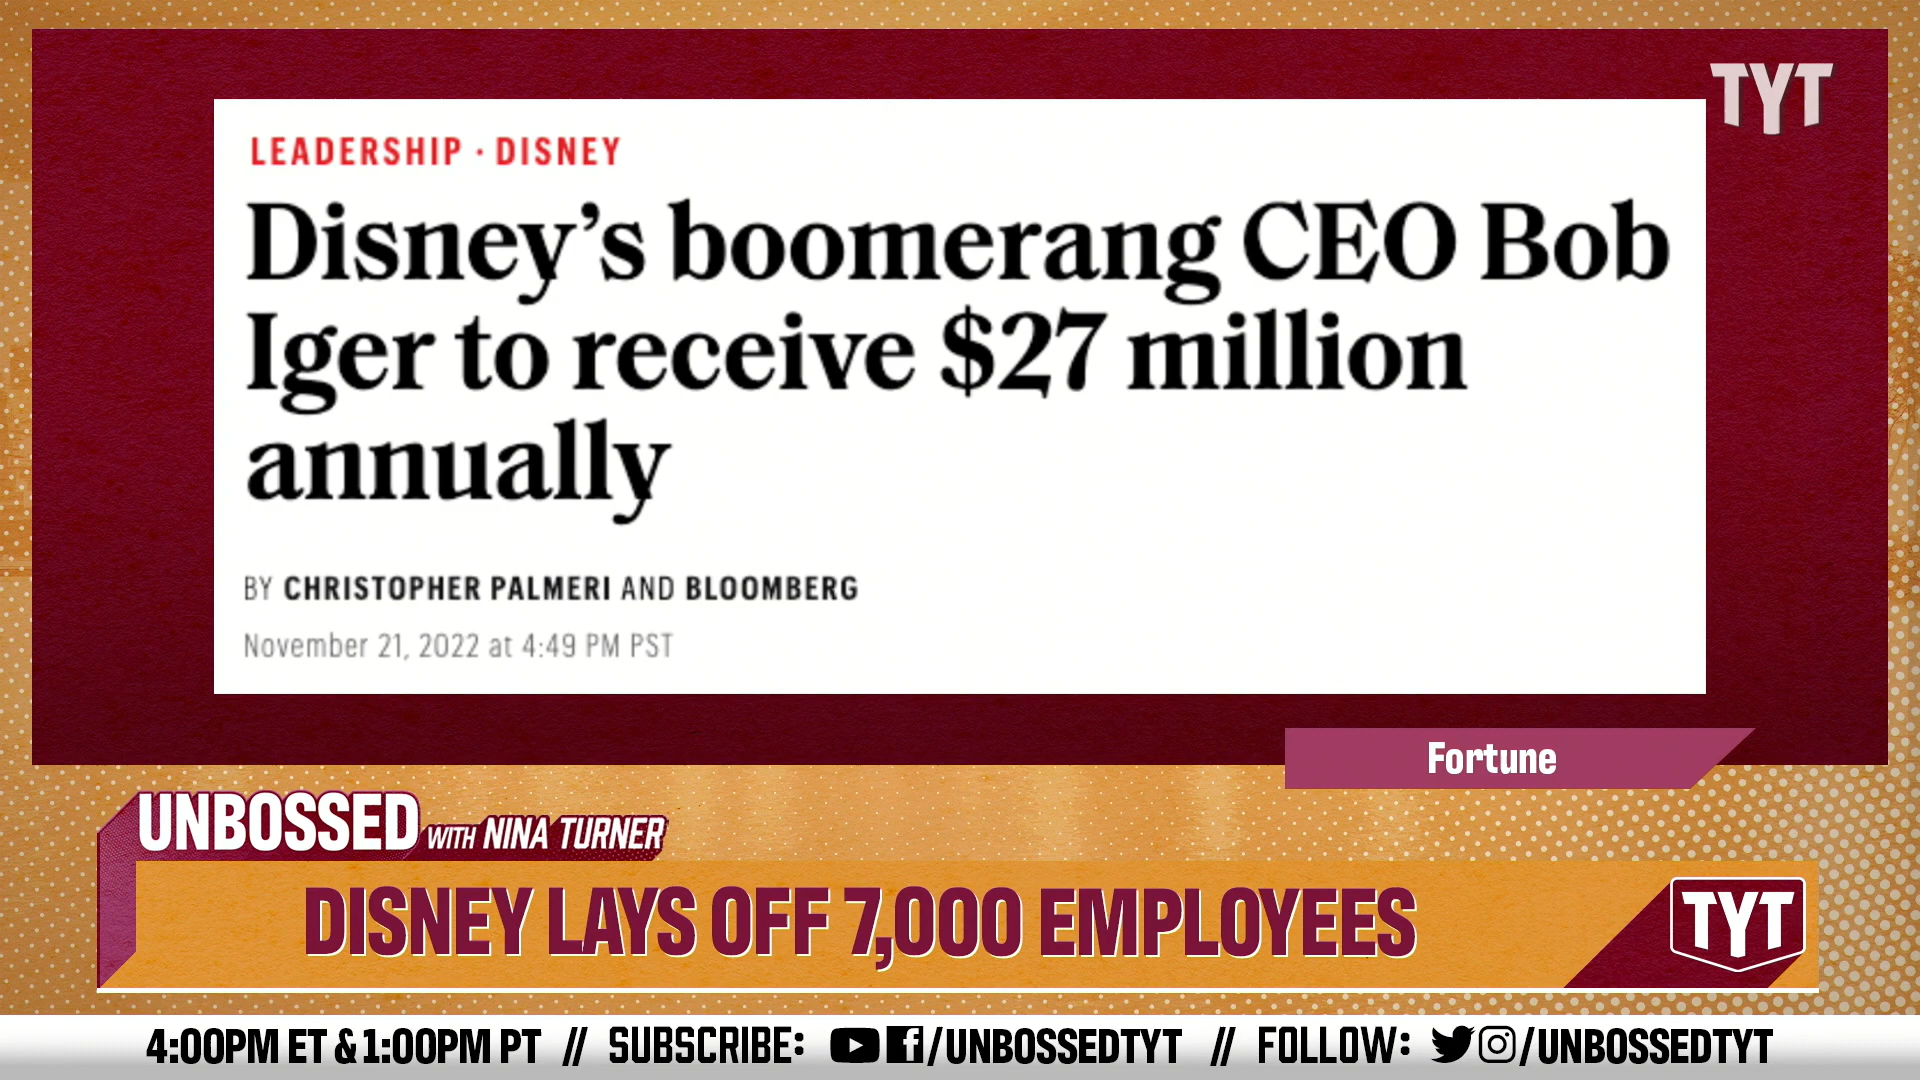 TYT
LEADERSHIP · DISNEY
Disney’s boomerang CEO Bob
Iger to receive $27 million
annually
BY CHRISTOPHER PALMERI AND BLOOMBERG
November 21, 2022 at 4:49 PM PST
Fortune
UNBOSSED WITH NINA TURNER
DISNEY LAYS OFF 7,000 EMPLOYEES
TYT
4:00PM ET & 1:00PM PT // SUBSCRIBE: /UNBOSSEDTYT // FOLLOW: /UNBOSSEDTYT